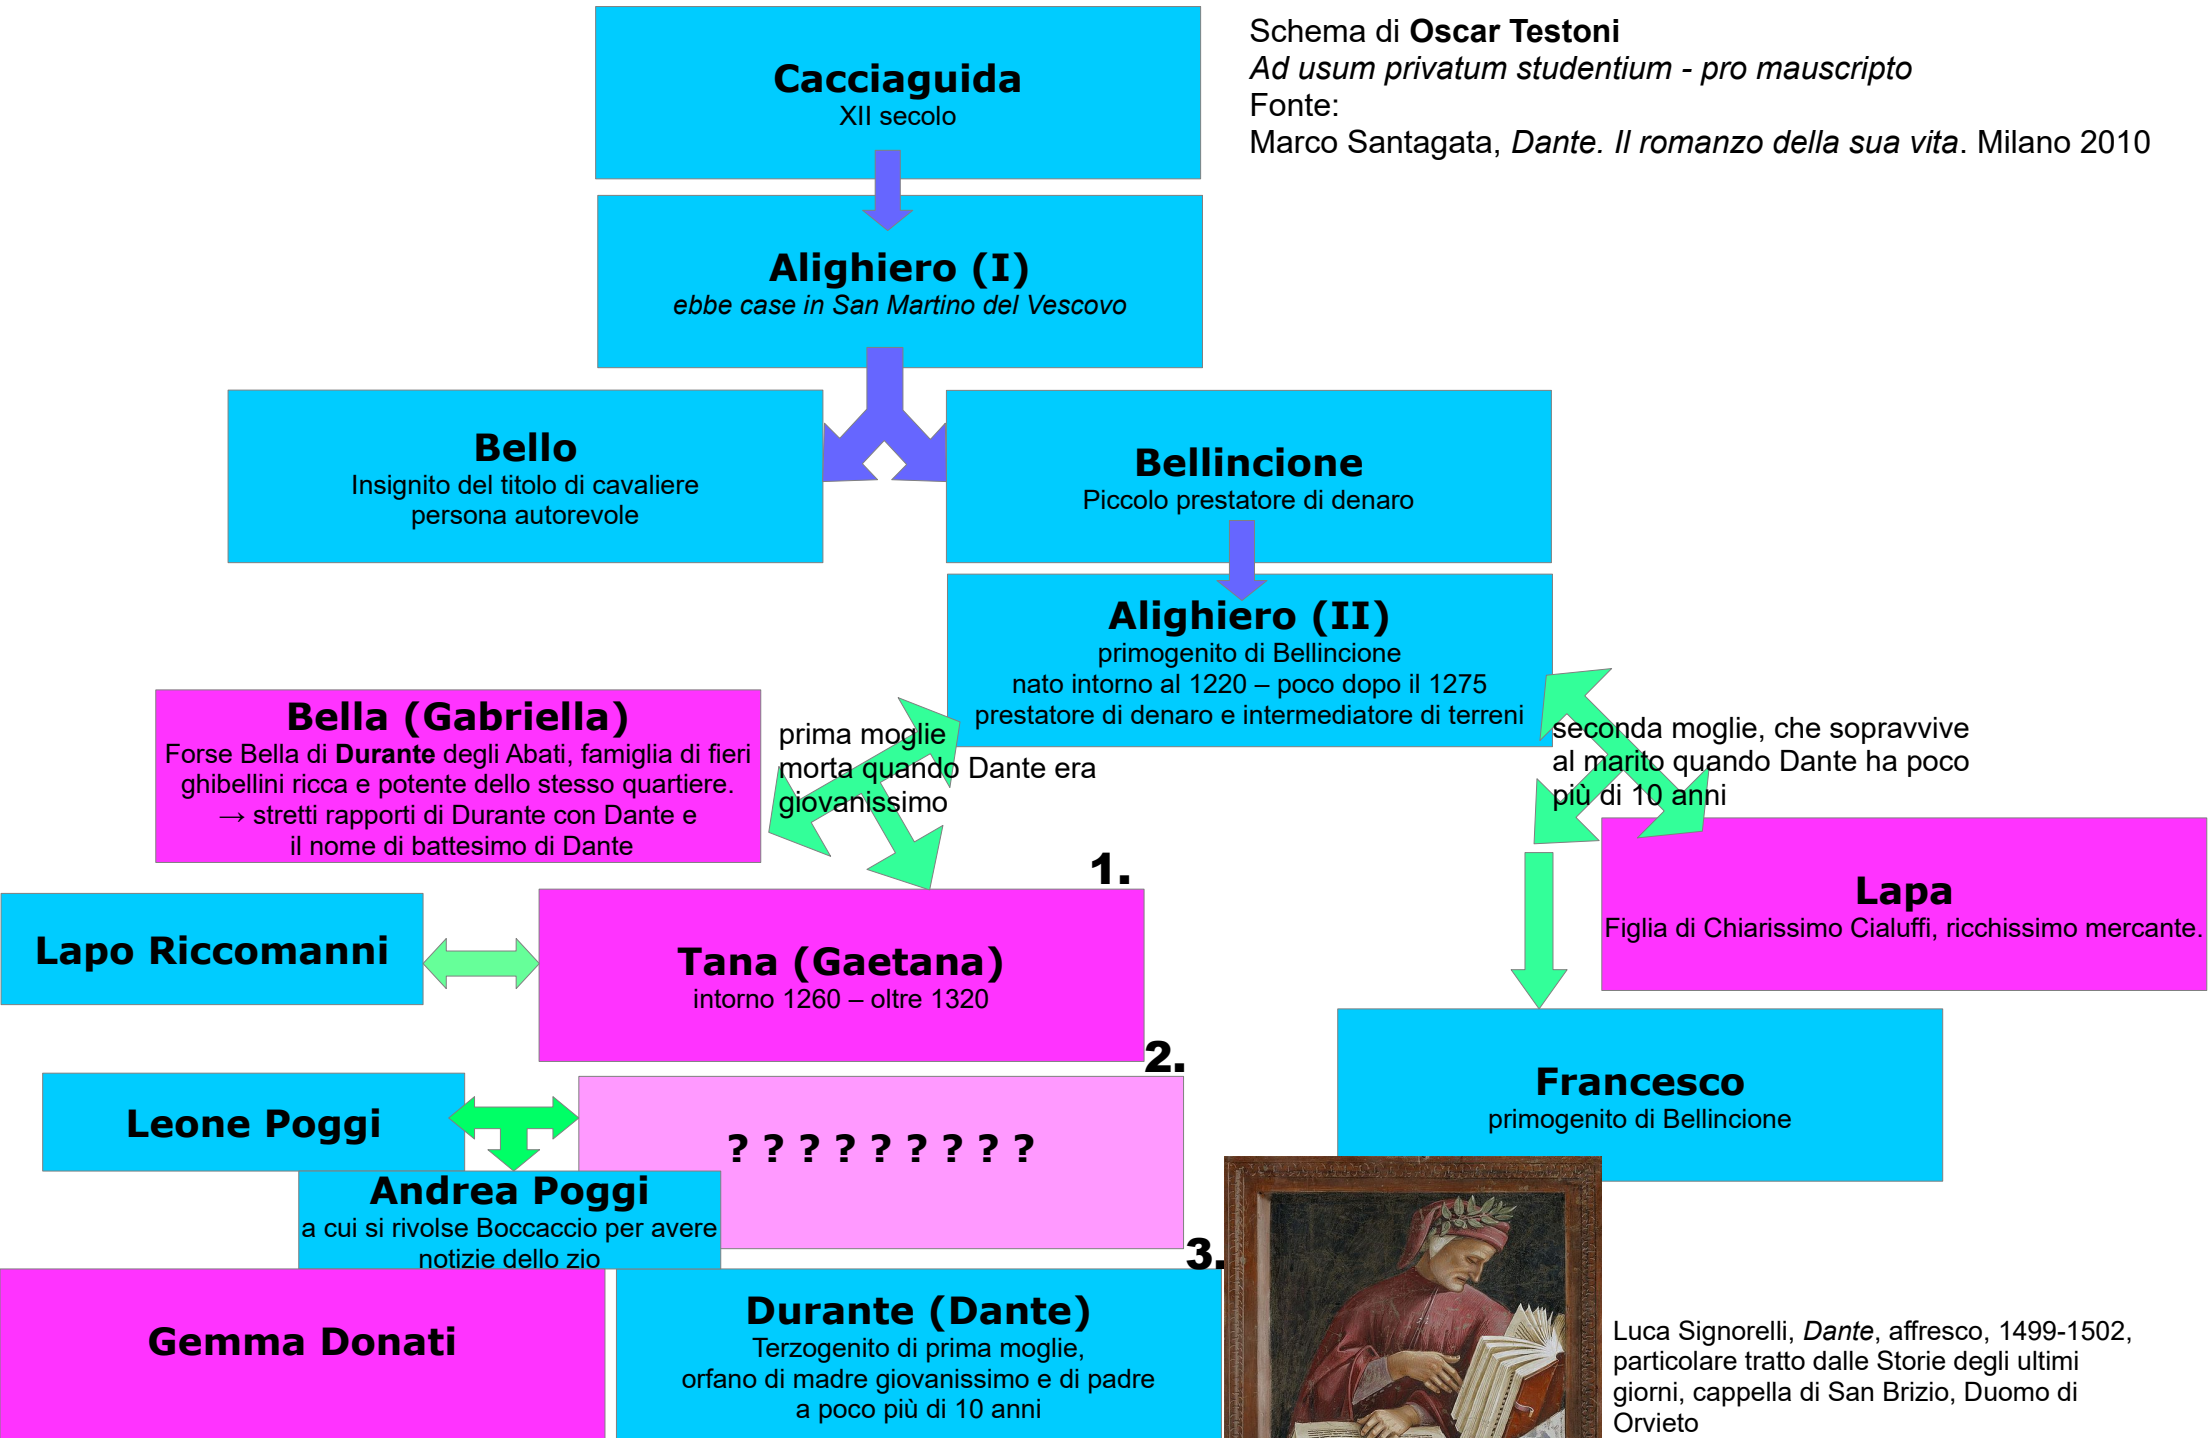 Schema di Oscar Testoni
Ad usum privatum studentium - pro mauscripto
Fonte:
Marco Santagata, Dante. Il romanzo della sua vita. Milano 2010
Cacciaguida
XII secolo
Alighiero (I)
ebbe case in San Martino del Vescovo
Bello
Insignito del titolo di cavaliere
persona autorevole
Bellincione
Piccolo prestatore di denaro
Alighiero (II)
primogenito di Bellincione
nato intorno al 1220 – poco dopo il 1275
prestatore di denaro e intermediatore di terreni
Bella (Gabriella)
Forse Bella di Durante degli Abati, famiglia di fieri
ghibellini ricca e potente dello stesso quartiere.
→ stretti rapporti di Durante con Dante e
il nome di battesimo di Dante
prima moglie
morta quando Dante era
giovanissimo
seconda moglie, che sopravvive
al marito quando Dante ha poco
più di 10 anni
Lapa
Figlia di Chiarissimo Cialuffi, ricchissimo mercante.
1.
Lapo Riccomanni
Tana (Gaetana)
intorno 1260 – oltre 1320
2.
Leone Poggi
? ? ? ? ? ? ? ? ?
Francesco
primogenito di Bellincione
Andrea Poggi
a cui si rivolse Boccaccio per avere
notizie dello zio
3.
Gemma Donati
Durante (Dante)
Terzogenito di prima moglie,
orfano di madre giovanissimo e di padre
a poco più di 10 anni
Luca Signorelli, Dante, affresco, 1499-1502,
particolare tratto dalle Storie degli ultimi
giorni, cappella di San Brizio, Duomo di
Orvieto